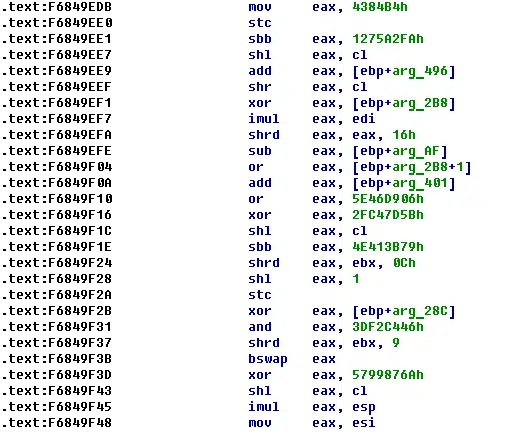 .text:F6849EDB mov eax, 4384B4h
.text:F6849EE0 stc
.text:F6849EE1 sbb eax, 1275A2FAh
.text:F6849EE7 shl eax, cl
.text:F6849EE9 add eax, [ebp+arg_496]
.text:F6849EEF shr eax, cl
.text:F6849EF1 xor eax, [ebp+arg_2B8]
.text:F6849EF7 imul eax, edi
.text:F6849EFA shrd eax, eax, 16h
.text:F6849EFE sub eax, [ebp+arg_AF]
.text:F6849F04 or eax, [ebp+arg_2B8+1]
.text:F6849F0A add eax, [ebp+arg_401]
.text:F6849F10 or eax, 5E46D906h
.text:F6849F16 xor eax, 2FC47D5Bh
.text:F6849F1C shl eax, cl
.text:F6849F1E sbb eax, 4E413B79h
.text:F6849F24 shrd eax, ebx, 0Ch
.text:F6849F28 shl eax, 1
.text:F6849F2A stc
.text:F6849F2B xor eax, [ebp+arg_28C]
.text:F6849F31 and eax, 3DF2C446h
.text:F6849F37 shrd eax, ebx, 9
.text:F6849F3B bswap eax
.text:F6849F3D xor eax, 5799876Ah
.text:F6849F43 shl eax, cl
.text:F6849F45 imul eax, esp
.text:F6849F48 mov eax, esi